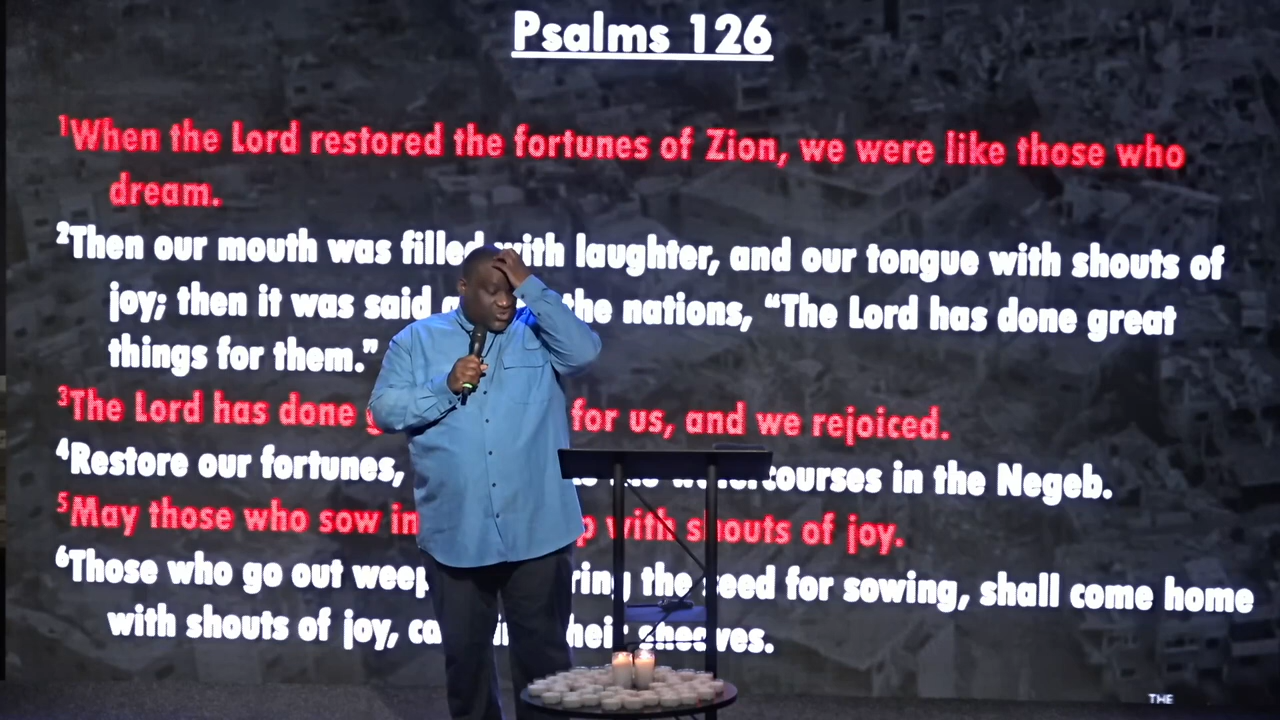 Psalms 126
1When the Lord restored the fortunes of Zion, we were like those who
dream.
2Then our mouth was filled with laughter, and our tongue with shouts of
joy; then it was said the nations, “The Lord has done great
things for them.”
3The Lord has done for us, and we rejoiced.
4Restore our fortunes, watercourses in the Negeb.
5May those who sow in with shouts of joy.
6Those who go out the seed for sowing, shall come home
with shouts of joy, their sheaves.
THE